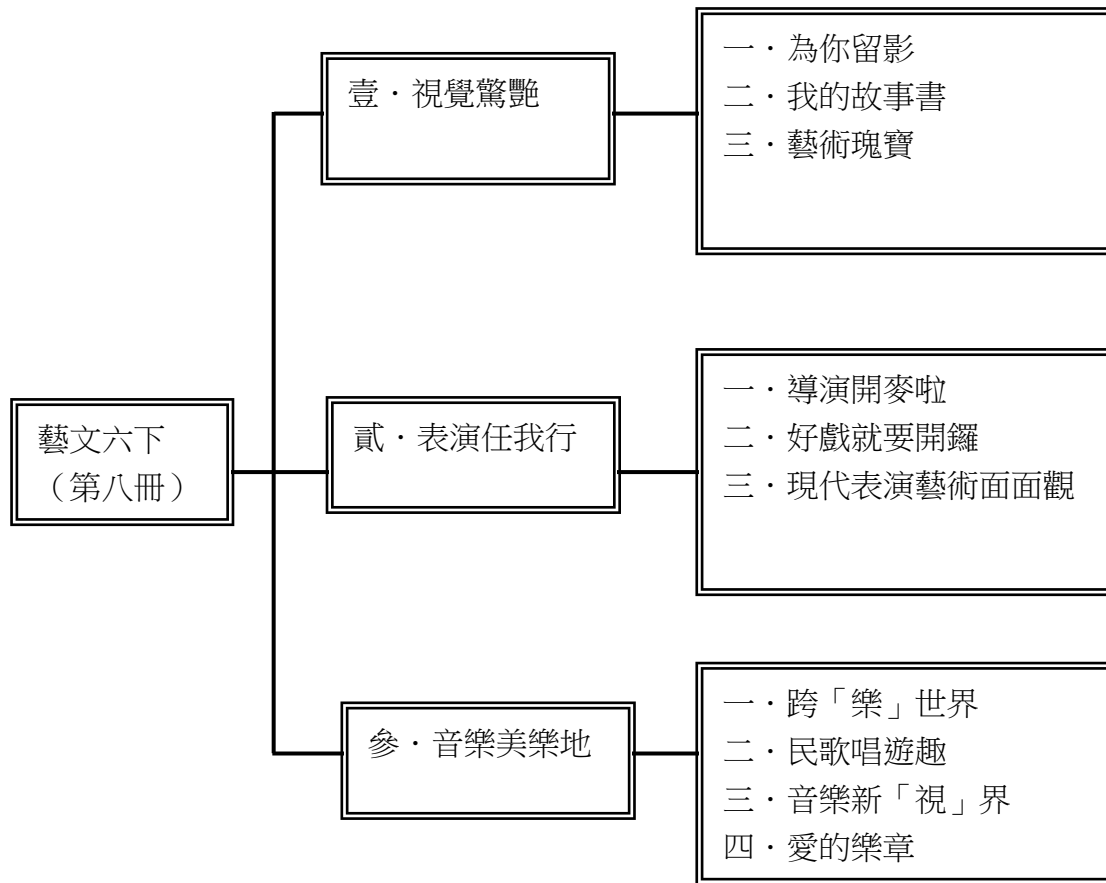 藝文六下
（第八冊）
壹．視覺驚艷
一．為你留影
二．我的故事書
三．藝術瑰寶
貳．表演任我行
一．導演開麥啦
二．好戲就要開鑼
三．現代表演藝術面面觀
參．音樂美樂地
一．跨「樂」世界
二．民歌唱遊趣
三．音樂新「視」界
四．愛的樂章